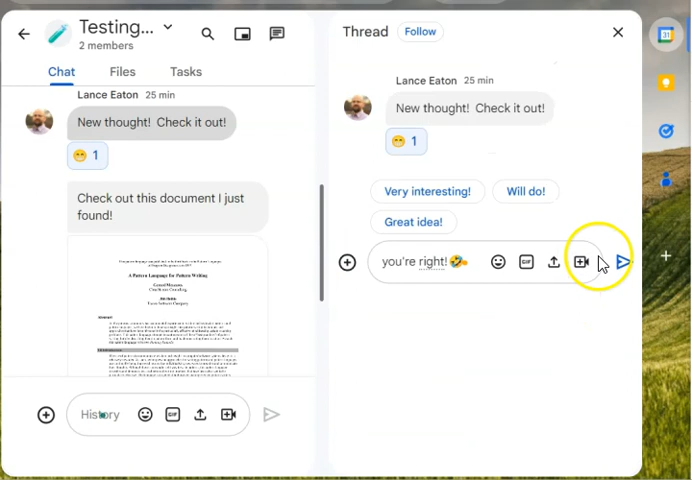 Testing...
2 members
Chat Files Tasks
Lance Eaton 25 min
New thought! Check it out!
😁 1
Check out this document I just
found!
A Pattern Language for Pattern Writing
History
Thread Follow
Lance Eaton 25 min
New thought! Check it out!
😁 1
Very interesting! Will do!
Great idea!
you're right!🤣
GIF
GIF
31